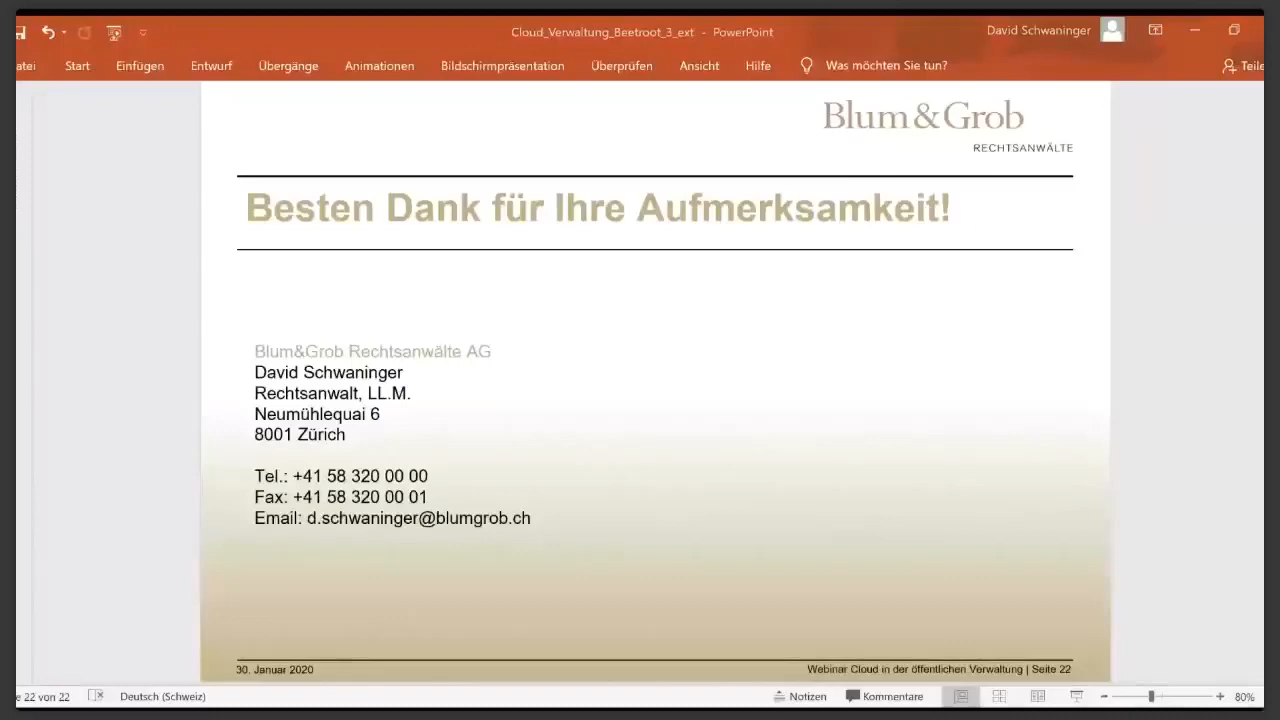 Cloud_Verwaltung_Beetroot_3_ext - PowerPoint
David Schwaninger
Start Einfügen Entwurf Übergänge Animationen Bildschirmpräsentation Überprüfen Ansicht Hilfe Was möchten Sie tun?
Blum&Grob
RECHTSANWÄLTE
Besten Dank für Ihre Aufmerksamkeit!
Blum&Grob Rechtsanwälte AG
David Schwaninger
Rechtsanwalt, LL.M.
Neumühlequai 6
8001 Zürich
Tel.: +41 58 320 00 00
Fax: +41 58 320 00 01
Email: d.schwaninger@blumgrob.ch
30. Januar 2020
Webinar Cloud in der öffentlichen Verwaltung | Seite 22
22 von 22 Deutsch (Schweiz) Notizen Kommentare 80%